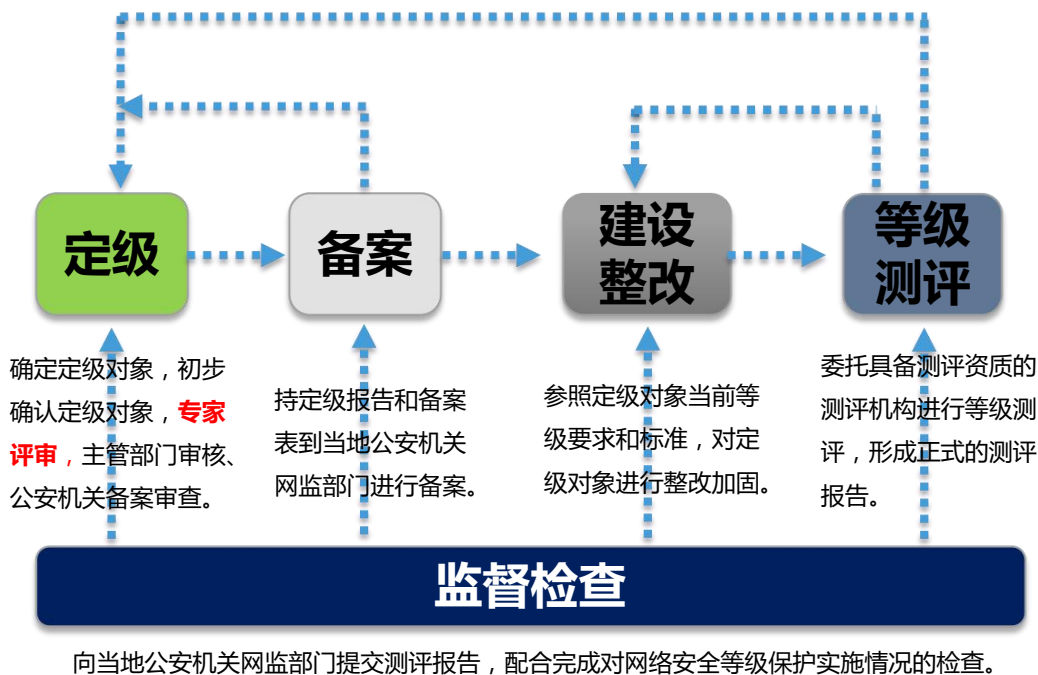 定级
备案
建设
整改
等级
测评
确定定级对象，初步
确认定级对象，专家
评审，主管部门审核、
公安机关备案审查。
持定级报告和备案
表到当地公安机关
网监部门进行备案。
参照定级对象当前等
级要求和标准，对定
级对象进行整改加固。
委托具备测评资质的
测评机构进行等级测
评，形成正式的测评
报告。
监督检查
向当地公安机关网监部门提交测评报告，配合完成对网络安全等级保护实施情况的检查。